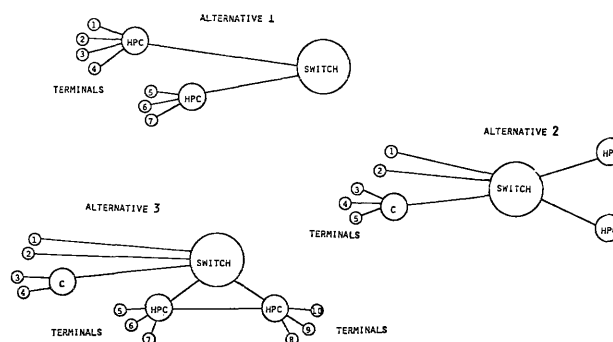 ALTERNATIVE 1
1
2
3
4
HPC
TERMINALS
5
6
7
HPC
SWITCH
ALTERNATIVE 2
1
2
3
4
5
C
TERMINALS
SWITCH
HP
HP
ALTERNATIVE 3
1
2
3
4
C
SWITCH
TERMINALS
5
6
7
HPC
HPC
10
9
8
TERMINALS